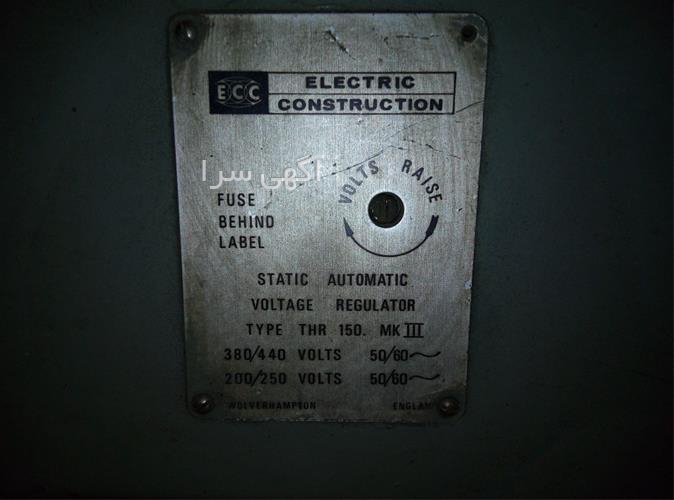 ECC ELECTRIC
CONSTRUCTION
آگهی سرا
VOLTS RAISE
FUSE
BEHIND
LABEL
STATIC AUTOMATIC
VOLTAGE REGULATOR
TYPE THR 150. MK III
380/440 VOLTS 50/60~
200/250 VOLTS 50/60~
WOLVERHAMPTON ENGLAND